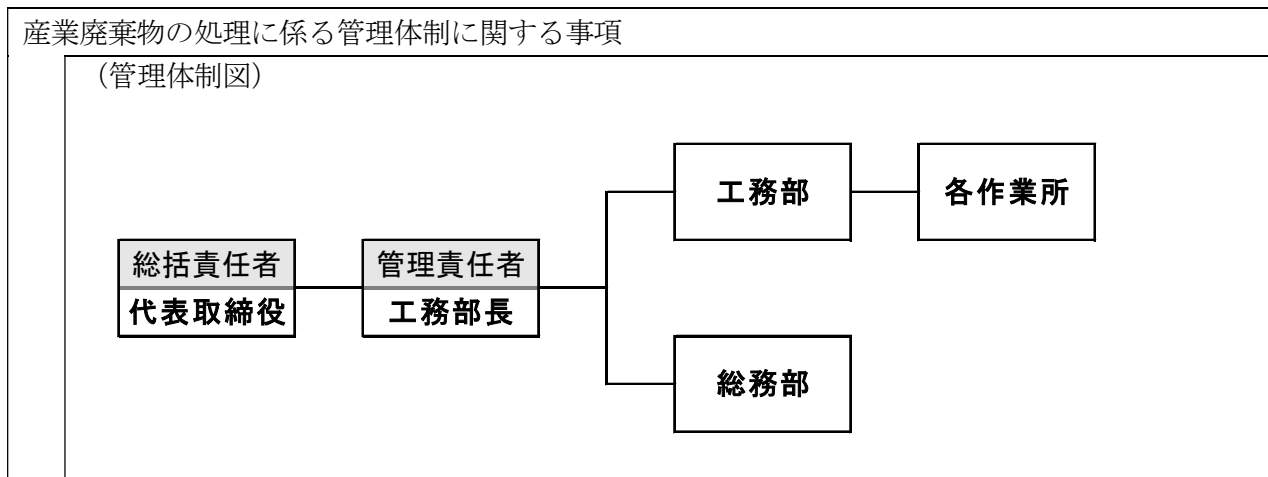 産業廃棄物の処理に係る管理体制に関する事項
（管理体制図）
工務部
各作業所
総括責任者
代表取締役
管理責任者
工務部長
総務部